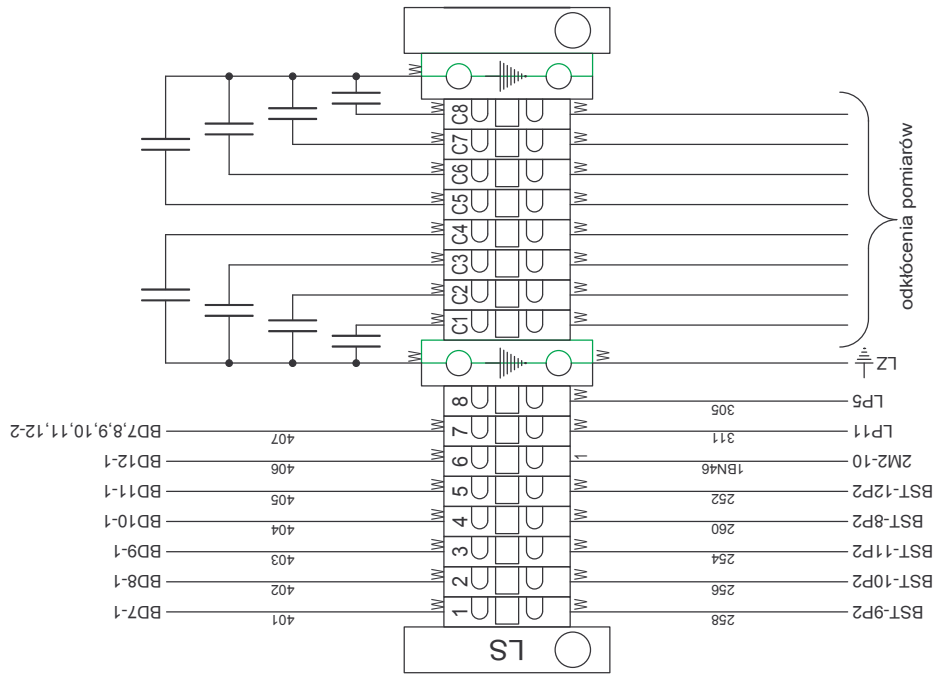 C8
C7
C6
C5
C4
C3
C2
C1
odkłócenia pomiarów
LZ
8 305 LP5
BD7,8,9,10,11,12-2 407 7 311 LP11
BD12-1 406 6 1 1BN46 2M2-10
BD11-1 405 5 252 BST-12P2
BD10-1 404 4 260 BST-8P2
BD9-1 403 3 254 BST-11P2
BD8-1 402 2 256 BST-10P2
BD7-1 401 1 258 BST-9P2
LS